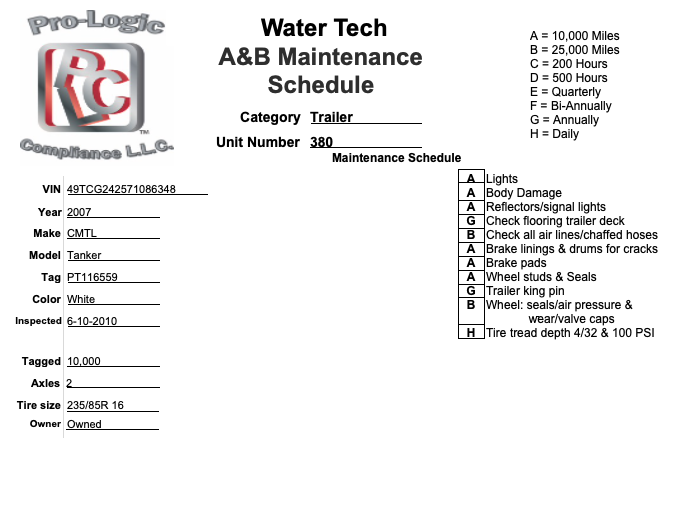 Pro-Logic
PLC
TM
Compliance L.L.C.
Water Tech
A&B Maintenance
Schedule
Category Trailer
Unit Number 380
A = 10,000 Miles
B = 25,000 Miles
C = 200 Hours
D = 500 Hours
E = Quarterly
F = Bi-Annually
G = Annually
H = Daily
Maintenance Schedule
VIN 49TCG242571086348
Year 2007
Make CMTL
Model Tanker
Tag PT116559
Color White
Inspected 6-10-2010
Tagged 10,000
Axles 2
Tire size 235/85R 16
Owner Owned
A Lights
A Body Damage
A Reflectors/signal lights
G Check flooring trailer deck
B Check all air lines/chaffed hoses
A Brake linings & drums for cracks
A Brake pads
A Wheel studs & Seals
G Trailer king pin
B Wheel: seals/air pressure &
wear/valve caps
H Tire tread depth 4/32 & 100 PSI